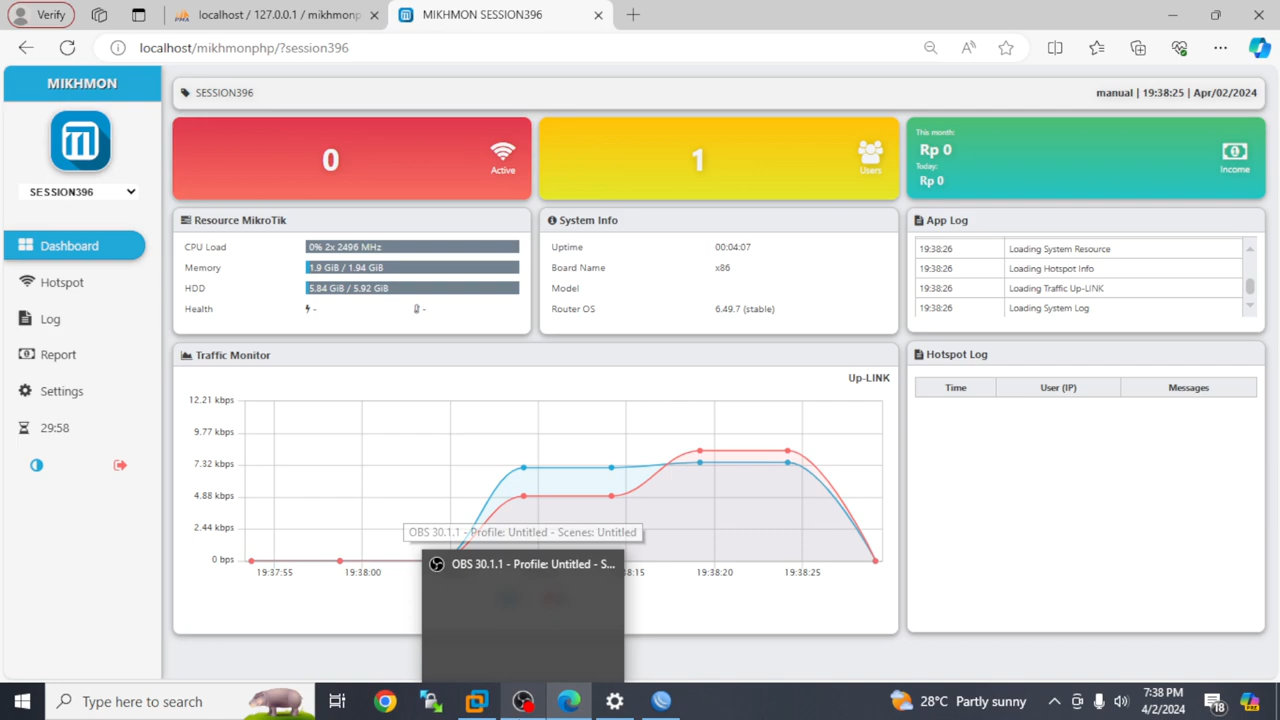 Verify
localhost / 127.0.0.1 / mikhmonp
MIKHMON SESSION396
localhost/mikhmonphp/?session396
MIKHMON
SESSION396
manual | 19:38:25 | Apr/02/2024
SESSION396
Dashboard
Hotspot
Log
Report
Settings
29:58
0
Active
1
Users
This month:
Rp 0
Today:
Rp 0
Income
Resource MikroTik
CPU Load 0% 2x 2496 MHz
Memory 1.9 GiB / 1.94 GiB
HDD 5.84 GiB / 5.92 GiB
Health - -
System Info
Uptime 00:04:07
Board Name x86
Model
Router OS 6.49.7 (stable)
App Log
19:38:26 Loading System Resource
19:38:26 Loading Hotspot Info
19:38:26 Loading Traffic Up-LINK
19:38:26 Loading System Log
Traffic Monitor
Up-LINK
12.21 kbps
9.77 kbps
7.32 kbps
4.88 kbps
2.44 kbps
0 bps
19:37:55 19:38:00 38:15 19:38:20 19:38:25
Hotspot Log
Time User (IP) Messages
OBS 30.1.1 - Profile: Untitled - Scenes: Untitled
OBS 30.1.1 - Profile: Untitled - S...
Type here to search
28°C Partly sunny
7:38 PM
4/2/2024
18